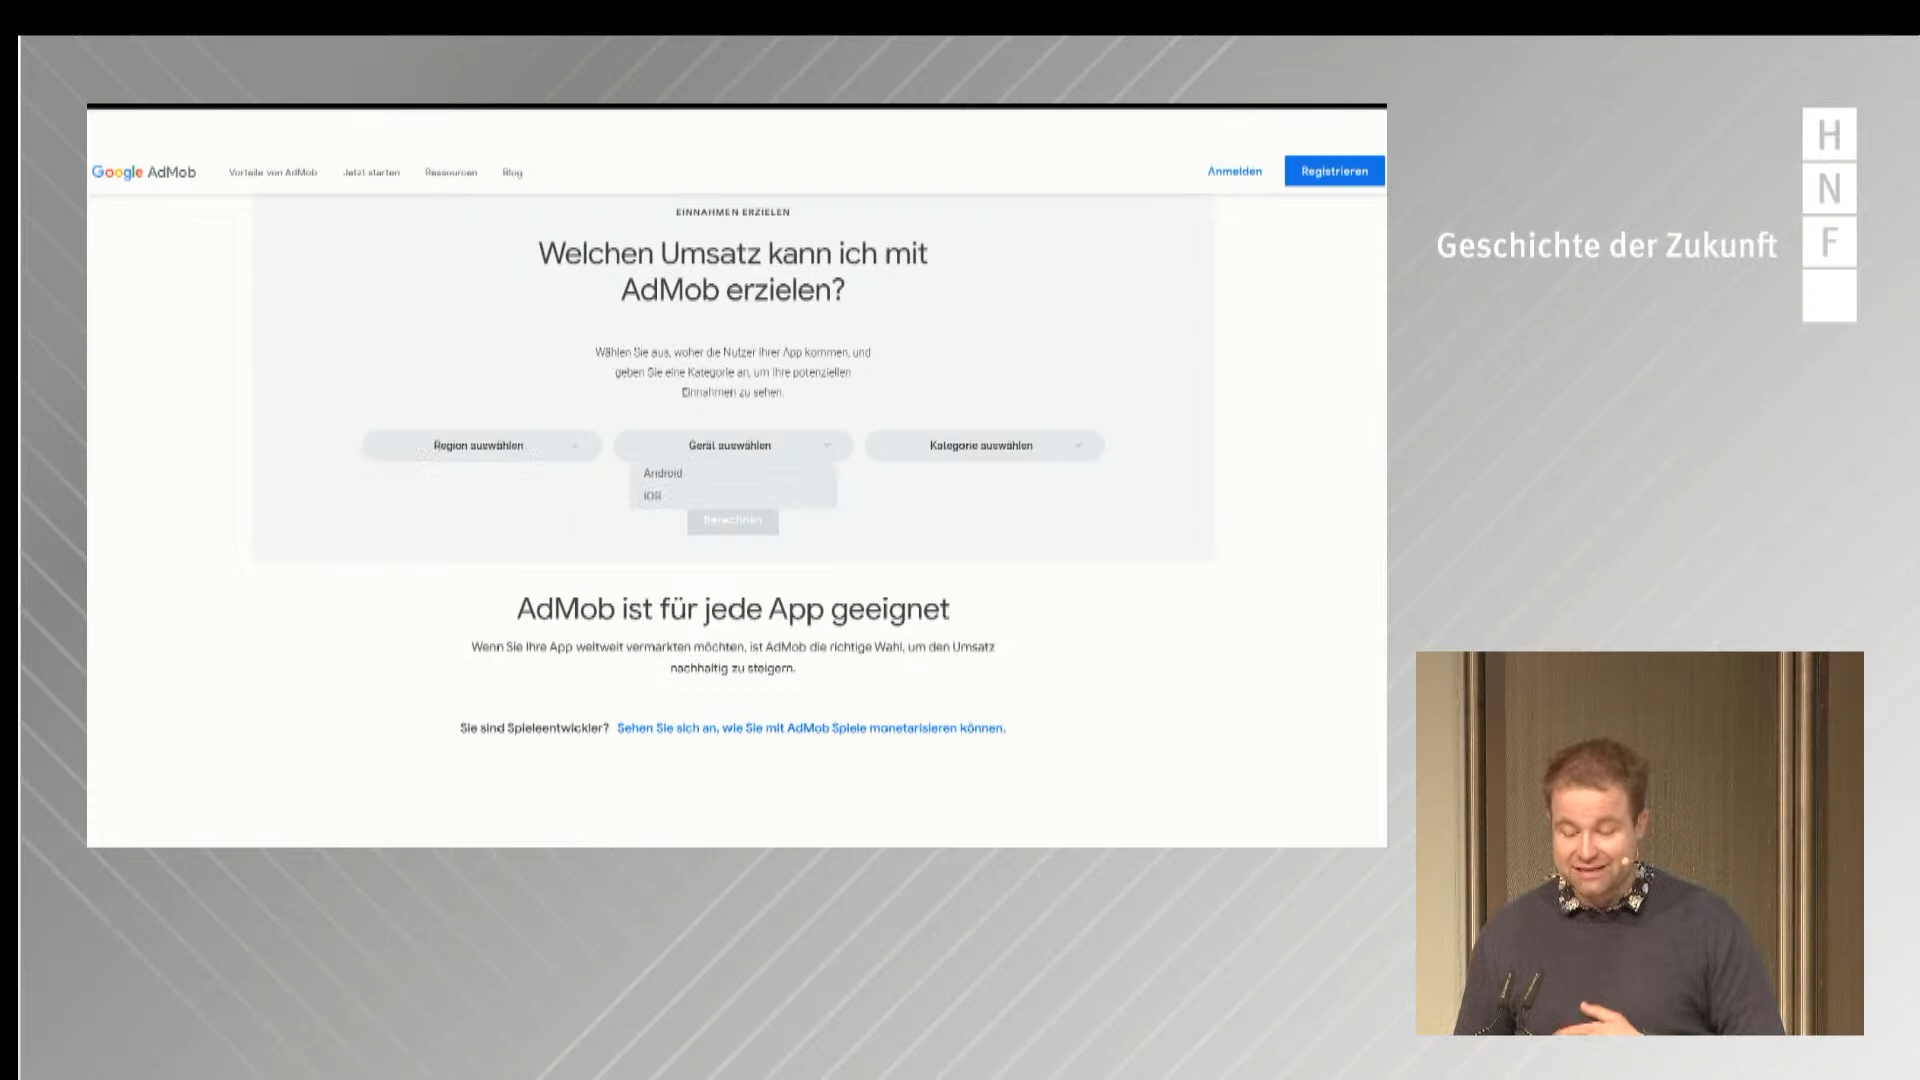 Google AdMob
Vorteile von AdMob
Jetzt starten
Ressourcen
Blog
Anmelden
Registrieren
EINNAHMEN ERZIELEN
Welchen Umsatz kann ich mit
AdMob erzielen?
Wählen Sie aus, woher die Nutzer Ihrer App kommen, und
geben Sie eine Kategorie an, um Ihre potenziellen
Einnahmen zu sehen.
Region auswählen
Gerät auswählen
Kategorie auswählen
Android
iOS
Berechnen
AdMob ist für jede App geeignet
Wenn Sie Ihre App weltweit vermarkten möchten, ist AdMob die richtige Wahl, um den Umsatz
nachhaltig zu steigern.
Sie sind Spieleentwickler? Sehen Sie sich an, wie Sie mit AdMob Spiele monetarisieren können.
Geschichte der Zukunft
H
N
F